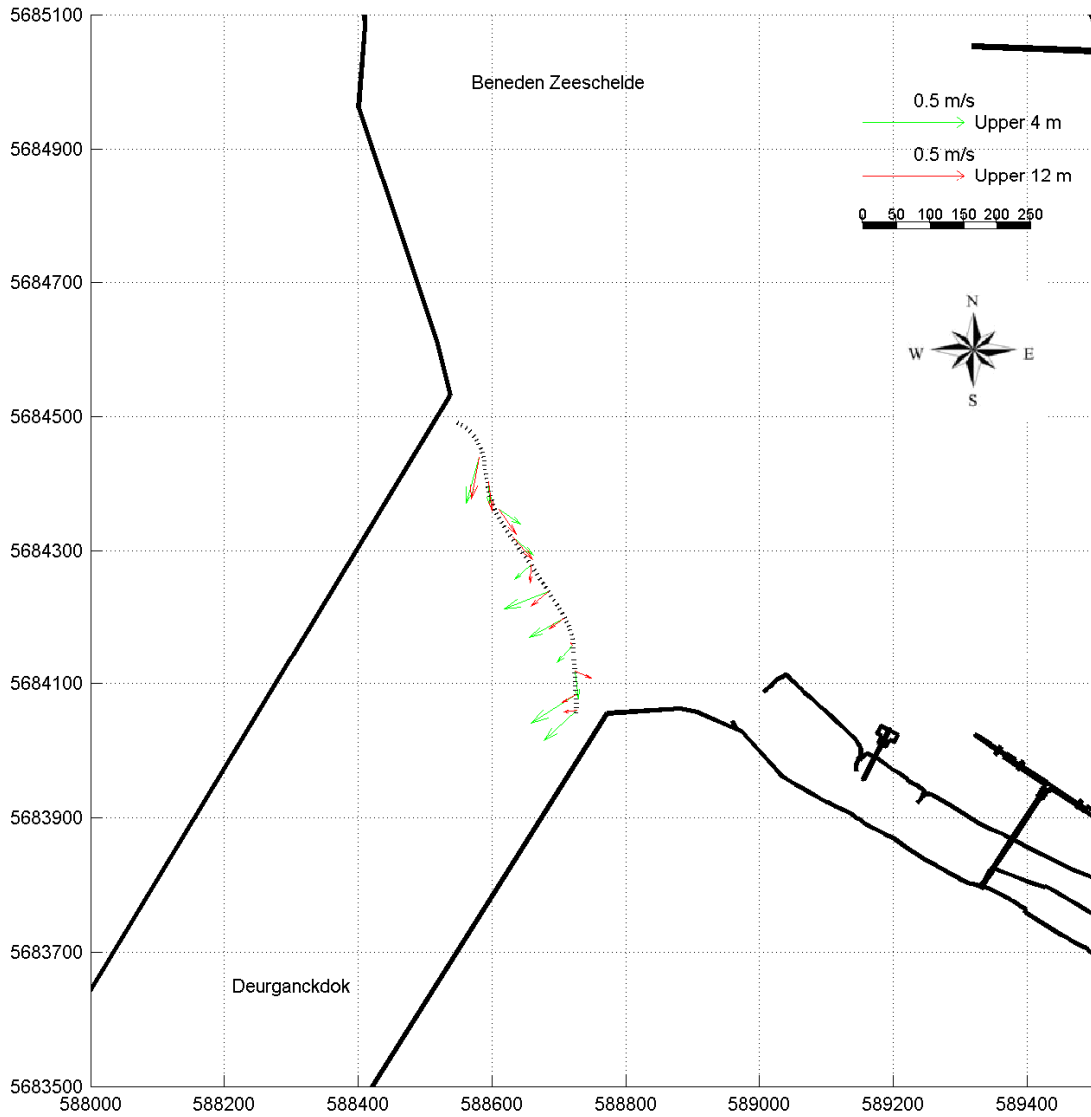 5685100
Beneden Zeeschelde
0.5 m/s
Upper 4 m
5684900
0.5 m/s
Upper 12 m
0 50 100 150 200 250
5684700
N
W E
S
5684500
5684300
5684100
5683900
5683700
Deurganckdok
5683500
588000 588200 588400 588600 588800 589000 589200 589400